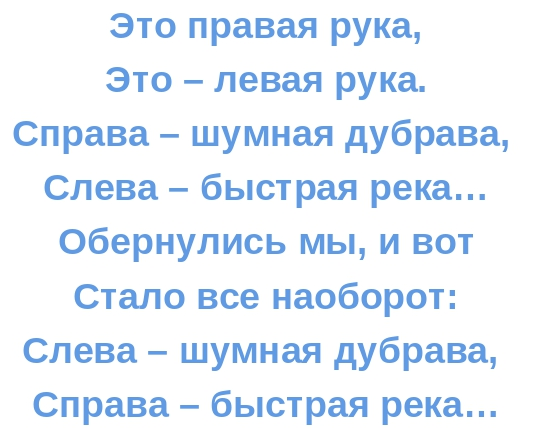 Это правая рука,
Это – левая рука.
Справа – шумная дубрава,
Слева – быстрая река…
Обернулись мы, и вот
Стало все наоборот:
Слева – шумная дубрава,
Справа – быстрая река…